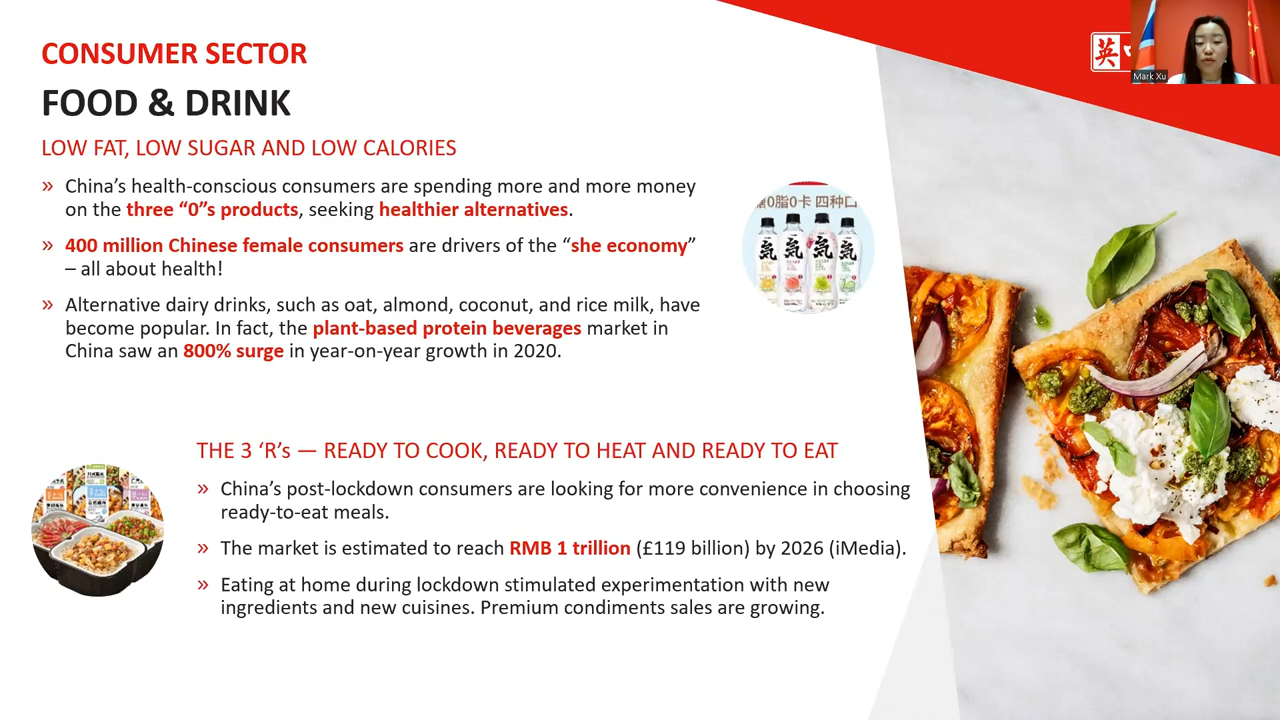 CONSUMER SECTOR
FOOD & DRINK
LOW FAT, LOW SUGAR AND LOW CALORIES
» China’s health-conscious consumers are spending more and more money
on the three “0”s products, seeking healthier alternatives.
» 400 million Chinese female consumers are drivers of the “she economy”
– all about health!
» Alternative dairy drinks, such as oat, almond, coconut, and rice milk, have
become popular. In fact, the plant-based protein beverages market in
China saw an 800% surge in year-on-year growth in 2020.
0脂0卡 四种口
気 気 気 気
THE 3 ‘R’s — READY TO COOK, READY TO HEAT AND READY TO EAT
» China’s post-lockdown consumers are looking for more convenience in choosing
ready-to-eat meals.
» The market is estimated to reach RMB 1 trillion (£119 billion) by 2026 (iMedia).
» Eating at home during lockdown stimulated experimentation with new
ingredients and new cuisines. Premium condiments sales are growing.
英
Mark Xu